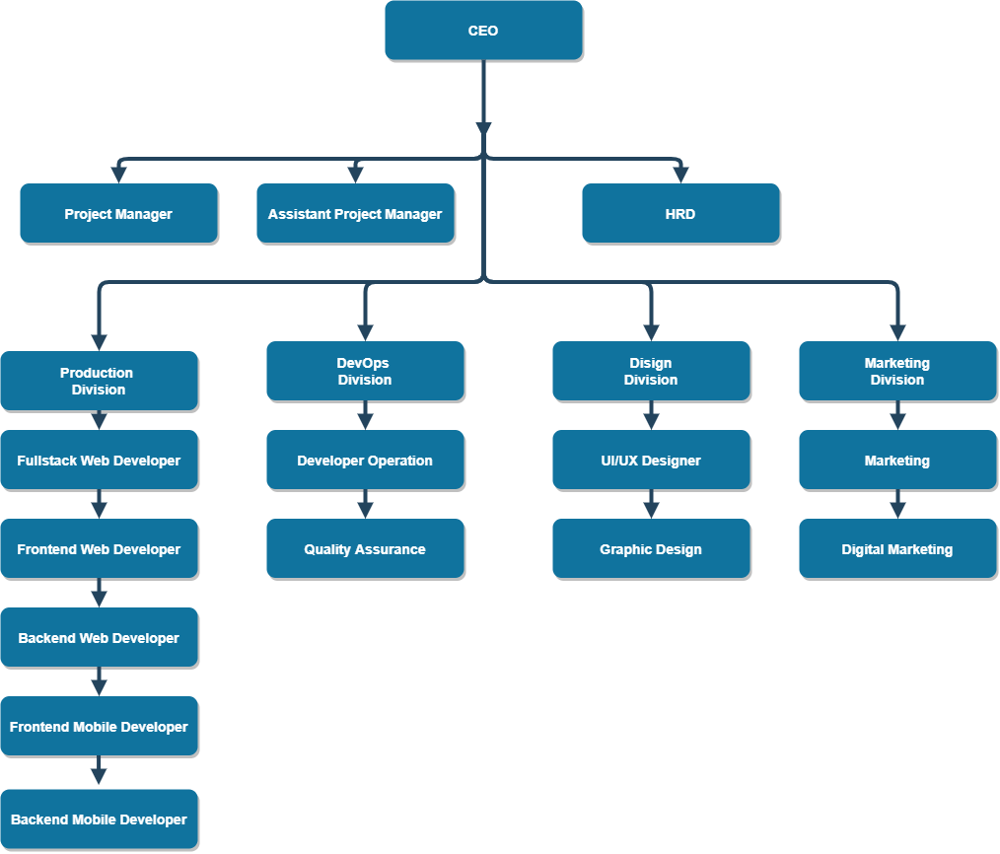 CEO
Project Manager
Assistant Project Manager
HRD
Production
Division
DevOps
Division
Disign
Division
Marketing
Division
Fullstack Web Developer
Developer Operation
UI/UX Designer
Marketing
Frontend Web Developer
Quality Assurance
Graphic Design
Digital Marketing
Backend Web Developer
Frontend Mobile Developer
Backend Mobile Developer